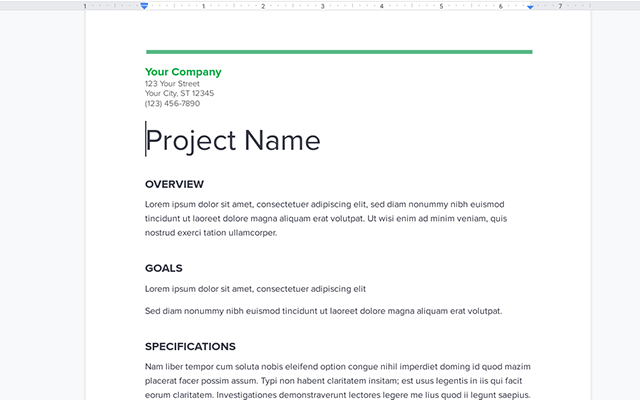 1 1 2 3 4 5 6 7
Your Company
123 Your Street
Your City, ST 12345
(123) 456-7890
Project Name
OVERVIEW
Lorem ipsum dolor sit amet, consectetuer adipiscing elit, sed diam nonummy nibh euismod
tincidunt ut laoreet dolore magna aliquam erat volutpat. Ut wisi enim ad minim veniam, quis
nostrud exerci tation ullamcorper.
GOALS
Lorem ipsum dolor sit amet, consectetuer adipiscing elit
Sed diam nonummy nibh euismod tincidunt ut laoreet dolore magna aliquam erat volutpat.
SPECIFICATIONS
Nam liber tempor cum soluta nobis eleifend option congue nihil imperdiet doming id quod mazim
placerat facer possim assum. Typi non habent claritatem insitam; est usus legentis in iis qui facit
eorum claritatem. Investigationes demonstraverunt lectores legere me lius quod ii legunt saepius.